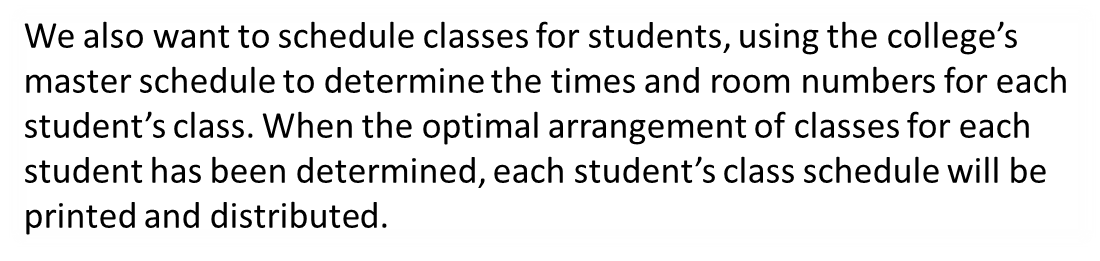 We also want to schedule classes for students, using the college’s
master schedule to determine the times and room numbers for each
student’s class. When the optimal arrangement of classes for each
student has been determined, each student’s class schedule will be
printed and distributed.